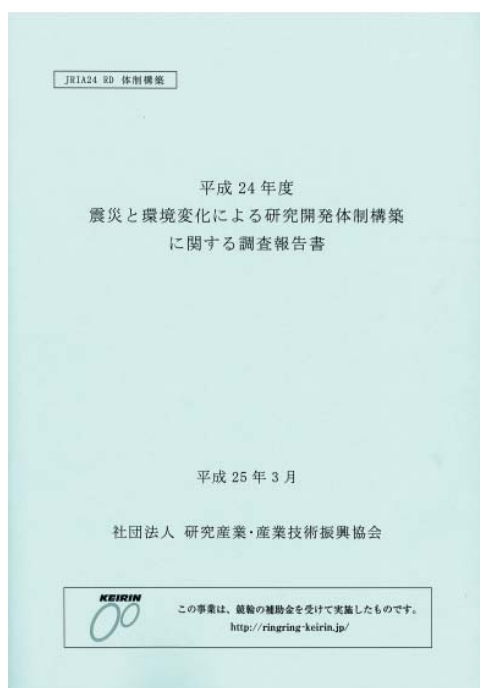 JRIA24 RD 体制構築
平成 24 年度
震災と環境変化による研究開発体制構築
に関する調査報告書
平成 25 年 3 月
社団法人 研究産業・産業技術振興協会
KEIRIN
この事業は、競輪の補助金を受けて実施したものです。
http://ringring-keirin.jp/